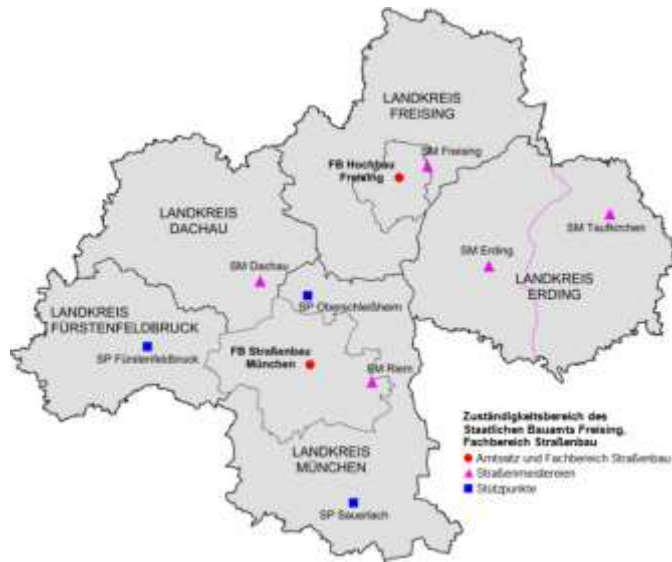 LANDKREIS
FREISING
SM Freising
FB Hochbau
Freising
LANDKREIS
DACHAU
SM Taufkirchen
SM Erding
LANDKREIS
ERDING
SM Dachau
SP Oberschleißheim
LANDKREIS
FÜRSTENFELDBRUCK
SP Fürstenfeldbruck
FB Straßenbau
München
SM Riem
LANDKREIS
MÜNCHEN
SP Sauerlach
Zuständigkeitsbereich des
Staatlichen Bauamts Freising,
Fachbereich Straßenbau
Amtssitz und Fachbereich Straßenbau
Straßenmeistereien
Stützpunkte